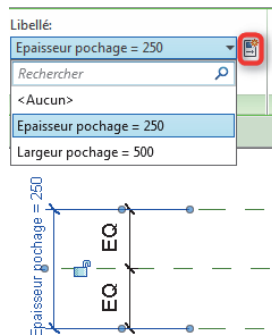 Libellé:
Epaisseur pochage = 250
Rechercher
<Aucun>
Epaisseur pochage = 250
Largeur pochage = 500
Epaisseur pochage = 250
EQ
EQ